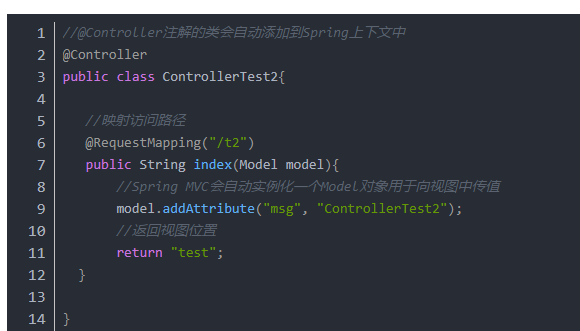 1 //@Controller注解的类会自动添加到Spring上下文中
2 @Controller
3 public class ControllerTest2{
4
5 //映射访问路径
6 @RequestMapping("/t2")
7 public String index(Model model){
8 //Spring MVC会自动实例化一个Model对象用于向视图中传值
9 model.addAttribute("msg", "ControllerTest2");
10 //返回视图位置
11 return "test";
12 }
13
14 }